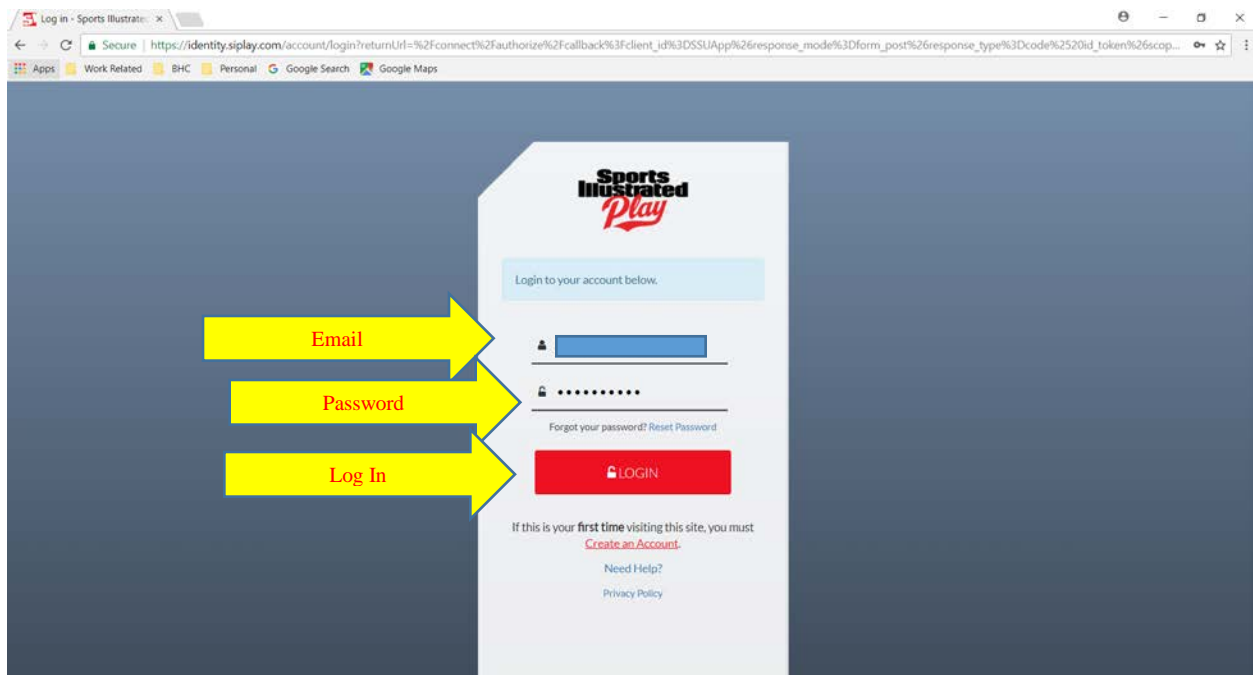 Log in - Sports Illustrate
Secure | https://identity.siplay.com/account/login?returnUrl=%2Fconnect%2Fauthorize%2Fcallback%3Fclient_id%3DSSUApp%26response_mode%3Dform_post%26response_type%3Dcode%2520id_token%26scop...
Apps Work Related BHC Personal G Google Search Google Maps
Sports
Illustrated
Play
Login to your account below.
Email
Password
••••••••••
Forgot your password? Reset Password
Log In
LOGIN
If this is your first time visiting this site, you must
Create an Account.
Need Help?
Privacy Policy